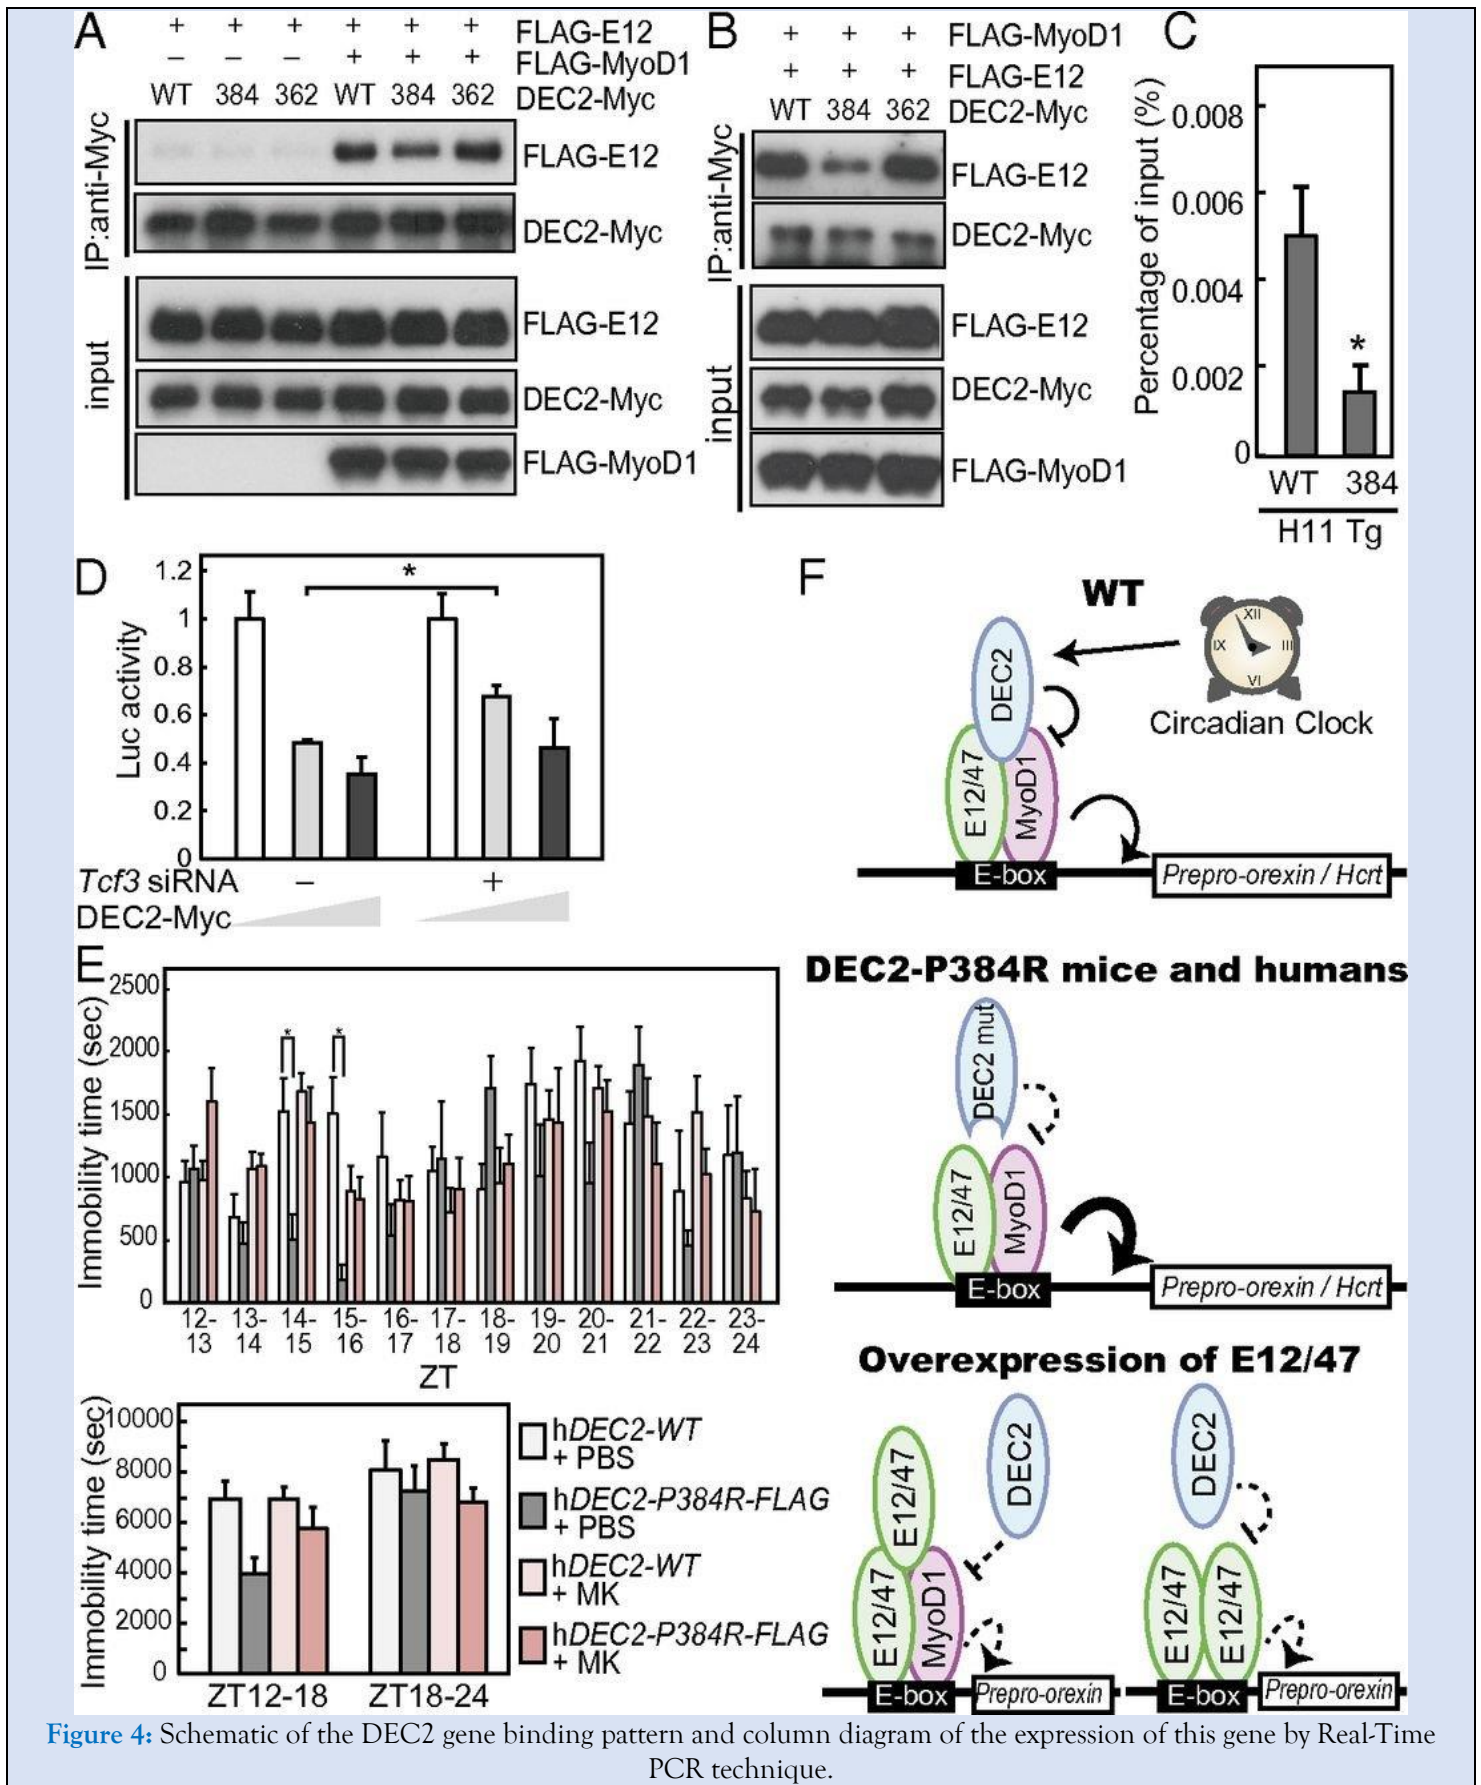 A
+ + + + + + FLAG-E12
− − − + + + FLAG-MyoD1
WT 384 362 WT 384 362 DEC2-Myc
IP:anti-Myc
FLAG-E12
DEC2-Myc
input
FLAG-E12
DEC2-Myc
FLAG-MyoD1
B
+ + + FLAG-MyoD1
+ + + FLAG-E12
WT 384 362 DEC2-Myc
IP:anti-Myc
FLAG-E12
DEC2-Myc
input
FLAG-E12
DEC2-Myc
FLAG-MyoD1
C
Percentage of input (%)
0.008
0.006
0.004
0.002
0
*
WT 384
H11 Tg
D
Luc activity
1.2
1
0.8
0.6
0.4
0.2
0
*
Tcf3 siRNA − +
DEC2-Myc
E
Immobility time (sec)
2500
2000
1500
1000
500
0
* *
12- 13- 14- 15- 16- 17- 18- 19- 20- 21- 22- 23-
13 14 15 16 17 18 19 20 21 22 23 24
ZT
Immobility time (sec)
10000
8000
6000
4000
2000
0
ZT12-18 ZT18-24
hDEC2-WT
+ PBS
hDEC2-P384R-FLAG
+ PBS
hDEC2-WT
+ MK
hDEC2-P384R-FLAG
+ MK
F
WT
XII
III
VI
IX
Circadian Clock
DEC2
E12/47
MyoD1
E-box
Prepro-orexin / Hcrt
DEC2-P384R mice and humans
DEC2 mut
E12/47
MyoD1
E-box
Prepro-orexin / Hcrt
Overexpression of E12/47
E12/47
DEC2
E12/47
MyoD1
E-box
Prepro-orexin
DEC2
E12/47
E12/47
E-box
Prepro-orexin
Figure 4: Schematic of the DEC2 gene binding pattern and column diagram of the expression of this gene by Real-Time
PCR technique.